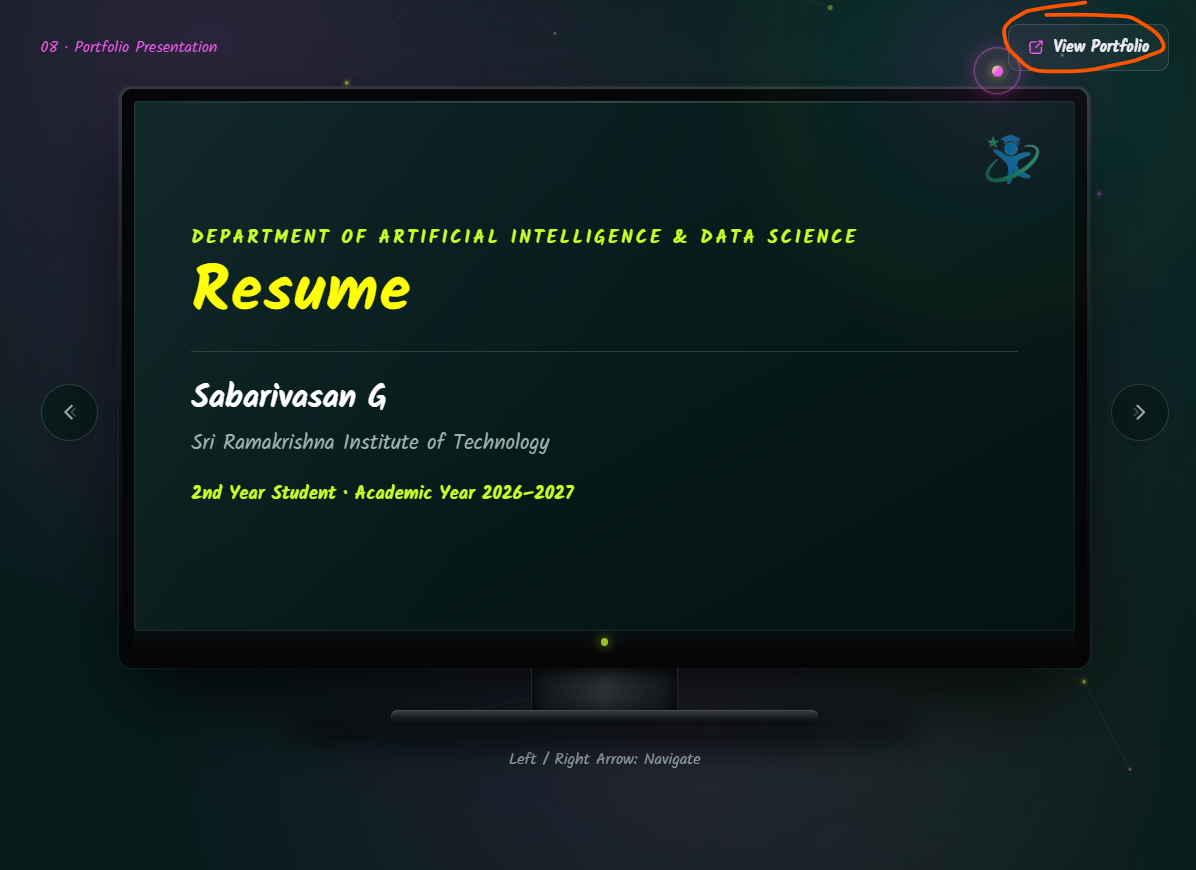 08 · Portfolio Presentation
View Portfolio
DEPARTMENT OF ARTIFICIAL INTELLIGENCE & DATA SCIENCE
Resume
Sabarivasan G
Sri Ramakrishna Institute of Technology
2nd Year Student · Academic Year 2026–2027
Left / Right Arrow: Navigate